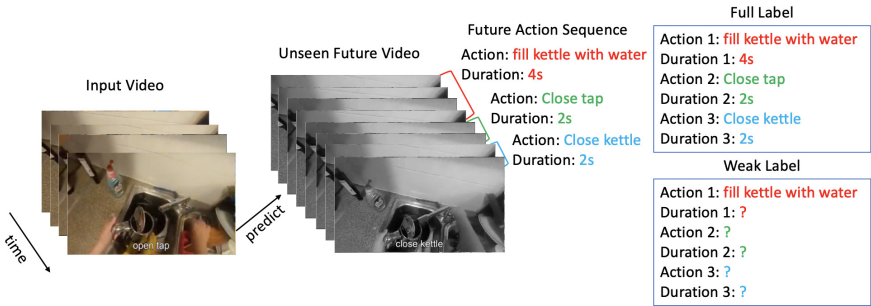 Input Video
time
open tap
predict
Unseen Future Video
close kettle
Future Action Sequence
Action: fill kettle with water
Duration: 4s
Action: Close tap
Duration: 2s
Action: Close kettle
Duration: 2s
Full Label
Action 1: fill kettle with water
Duration 1: 4s
Action 2: Close tap
Duration 2: 2s
Action 3: Close kettle
Duration 3: 2s
Weak Label
Action 1: fill kettle with water
Duration 1: ?
Action 2: ?
Duration 2: ?
Action 3: ?
Duration 3: ?